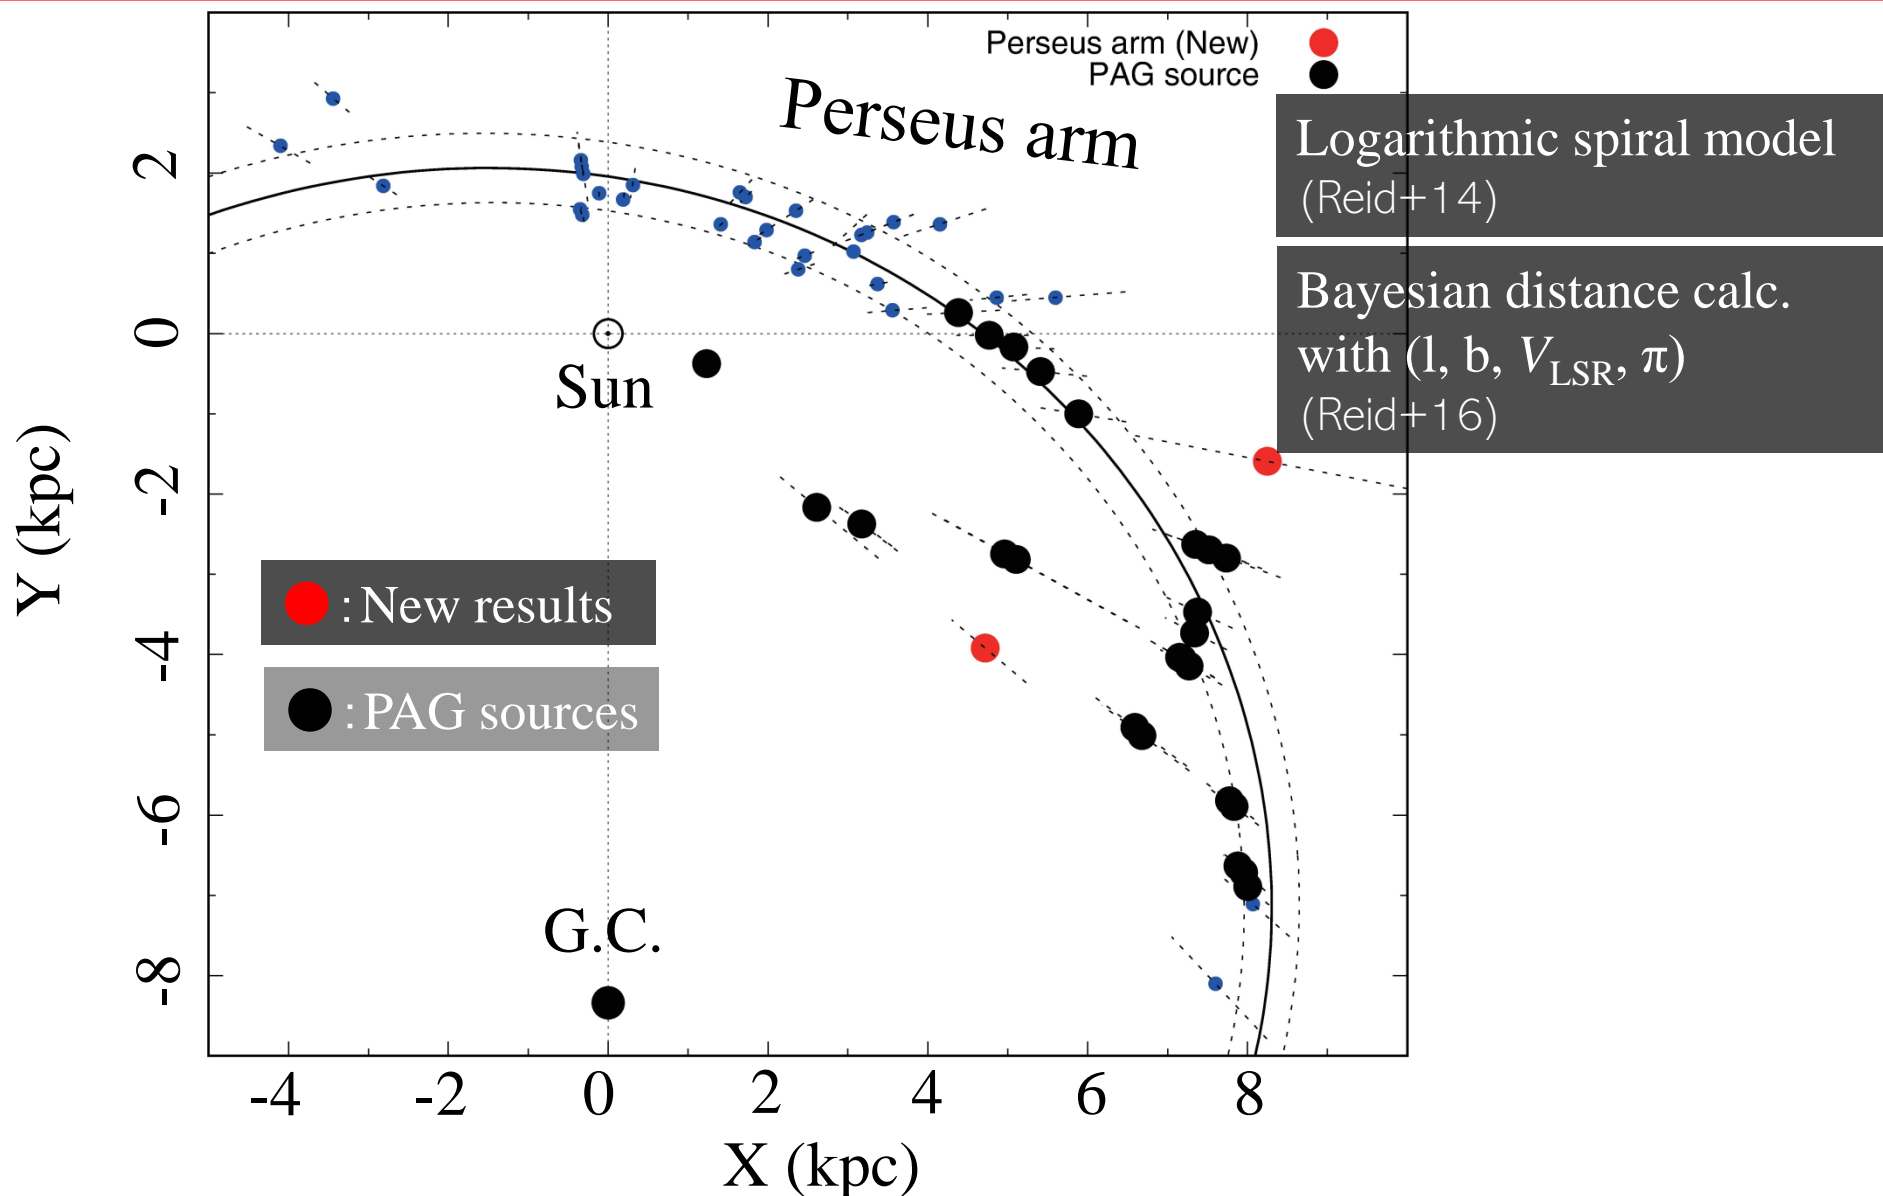 Perseus arm (New)
PAG source
Perseus arm
Logarithmic spiral model
(Reid+14)
Bayesian distance calc.
with (l, b, V_LSR, π)
(Reid+16)
Sun
: New results
: PAG sources
G.C.
Y (kpc)
2
0
-2
-4
-6
-8
-4 -2 0 2 4 6 8
X (kpc)